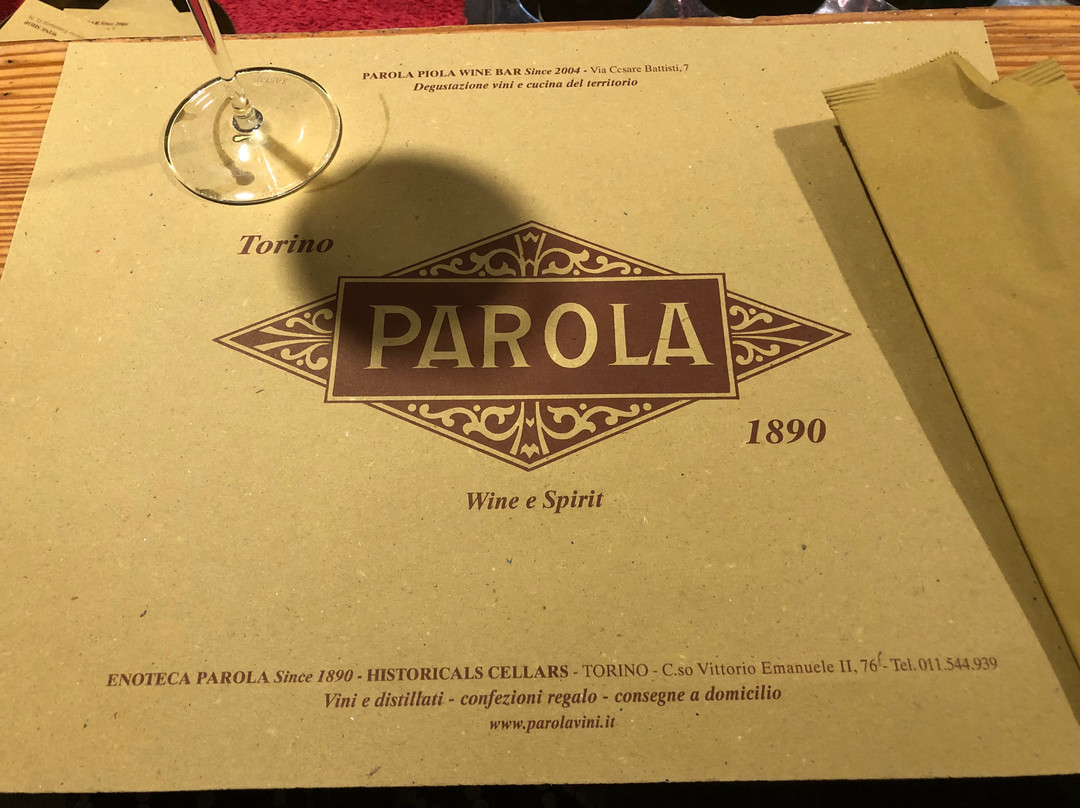 PAROLA PIOLA WINE BAR Since 2004 - Via Cesare Battisti,7
Degustazione vini e cucina del territorio
Torino
PAROLA
1890
Wine e Spirit
ENOTECA PAROLA Since 1890 - HISTORICALS CELLARS - TORINO - C.so Vittorio Emanuele II, 76 - Tel. 011.544.939
Vini e distillati - confezioni regalo - consegne a domicilio
www.parolavini.it